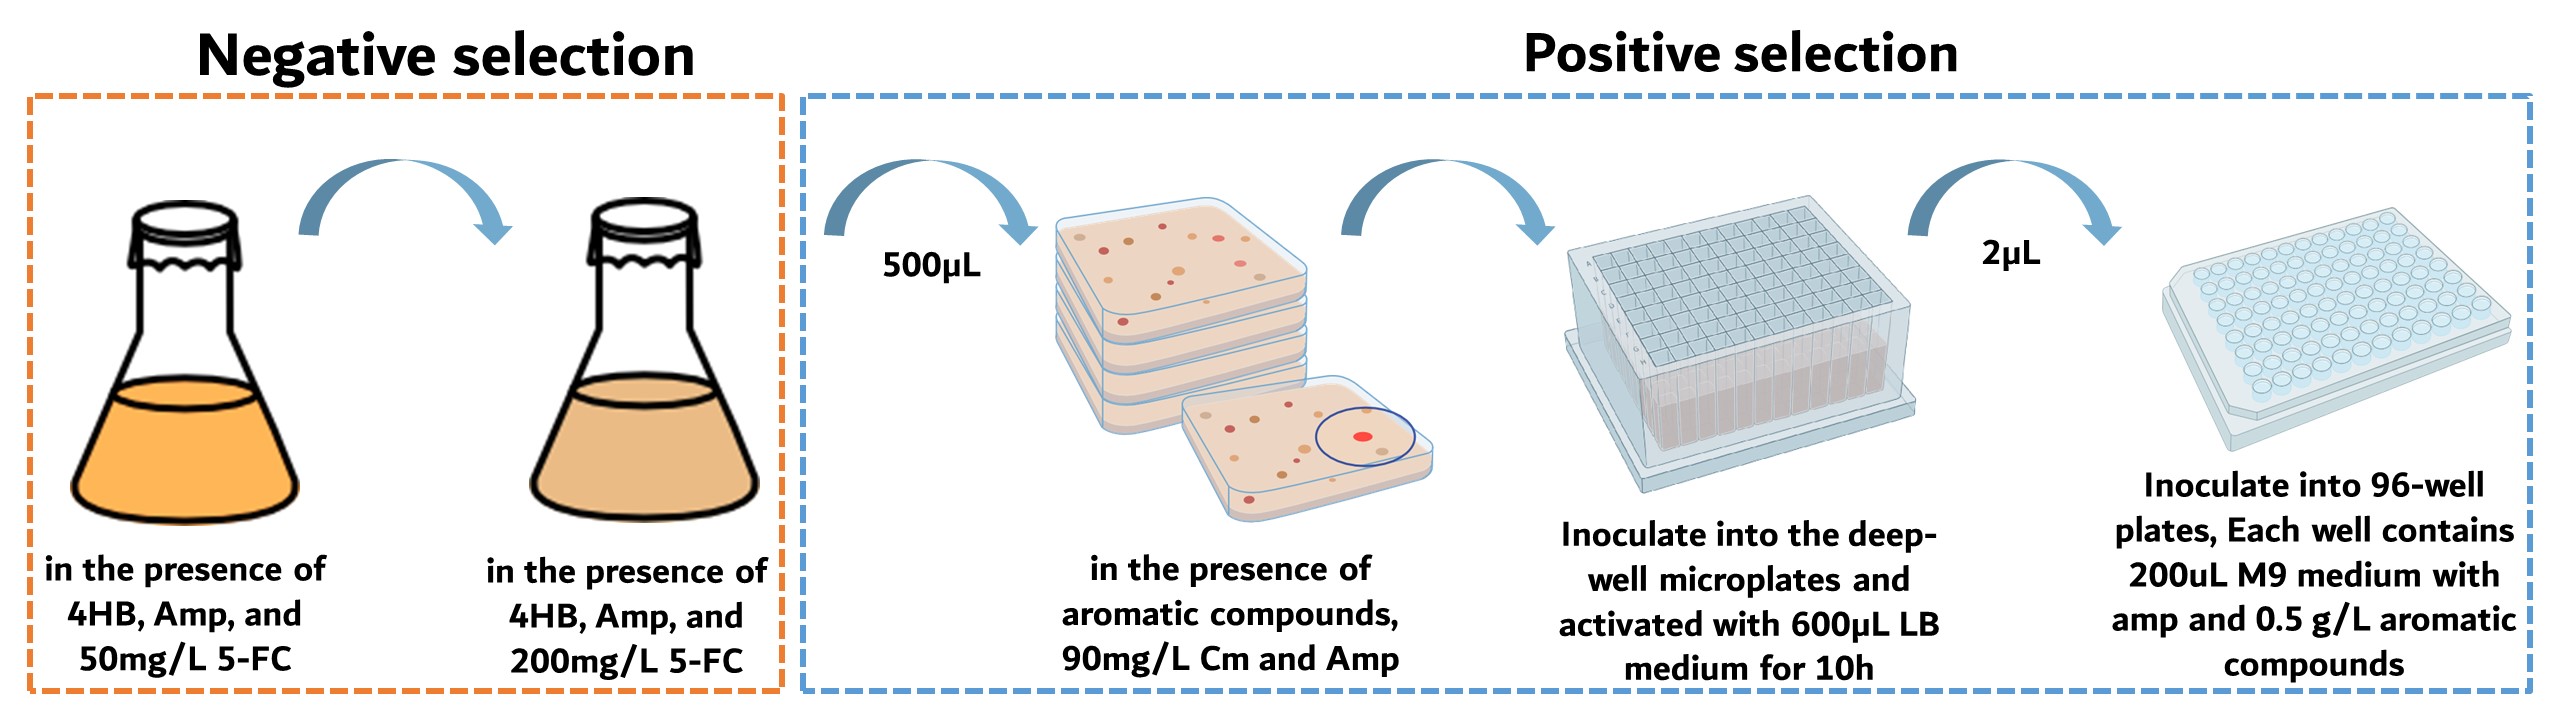 Negative selection
in the presence of
4HB, Amp, and
50mg/L 5-FC
in the presence of
4HB, Amp, and
200mg/L 5-FC
Positive selection
500µL
in the presence of
aromatic compounds,
90mg/L Cm and Amp
Inoculate into the deep-
well microplates and
activated with 600µL LB
medium for 10h
2µL
Inoculate into 96-well
plates, Each well contains
200uL M9 medium with
amp and 0.5 g/L aromatic
compounds